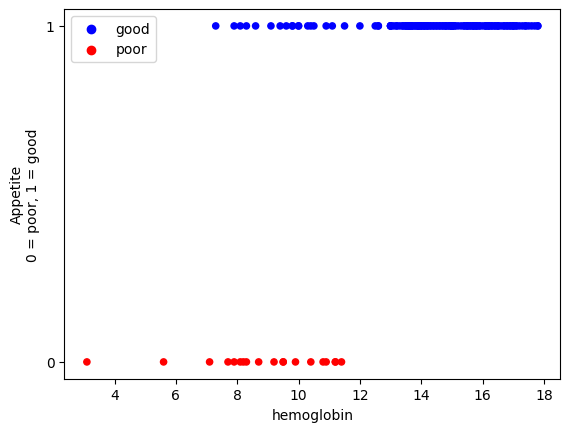 good
poor
1
0
Appetite
0 = poor, 1 = good
4
6
8
10
12
14
16
18
hemoglobin